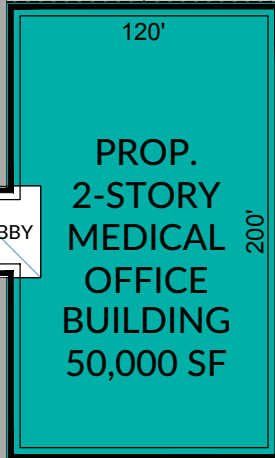 120'
PROP.
2-STORY
MEDICAL
OFFICE
BUILDING
50,000 SF
200'